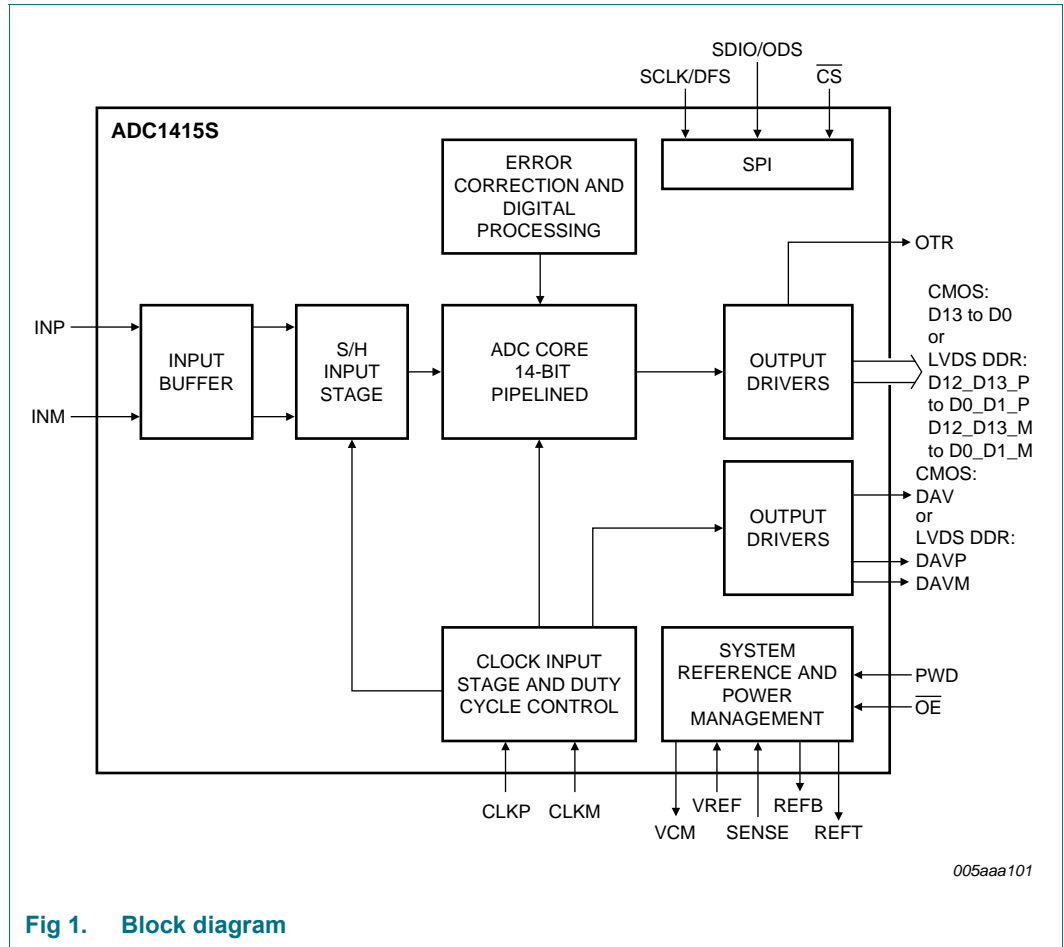 SDIO/ODS
SCLK/DFS
CS
ADC1415S
ERROR
CORRECTION AND
DIGITAL
PROCESSING
SPI
OTR
CMOS:
D13 to D0
or
LVDS DDR:
D12_D13_P
to D0_D1_P
D12_D13_M
to D0_D1_M
INP
INM
INPUT
BUFFER
S/H
INPUT
STAGE
ADC CORE
14-BIT
PIPELINED
OUTPUT
DRIVERS
OUTPUT
DRIVERS
CMOS:
DAV
or
LVDS DDR:
DAVP
DAVM
CLOCK INPUT
STAGE AND DUTY
CYCLE CONTROL
SYSTEM
REFERENCE AND
POWER
MANAGEMENT
PWD
OE
CLKP
CLKM
VCM
VREF
SENSE
REFB
REFT
005aaa101
Fig 1. Block diagram